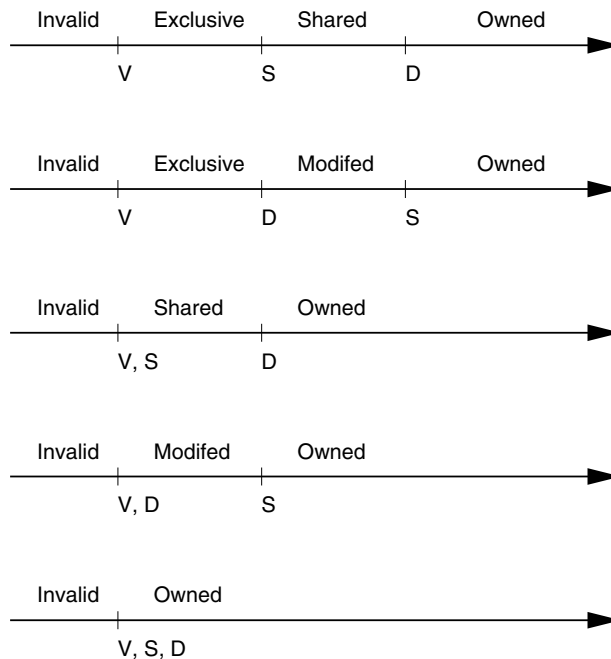 Invalid Exclusive Shared Owned
V S D
Invalid Exclusive Modifed Owned
V D S
Invalid Shared Owned
V, S D
Invalid Modifed Owned
V, D S
Invalid Owned
V, S, D